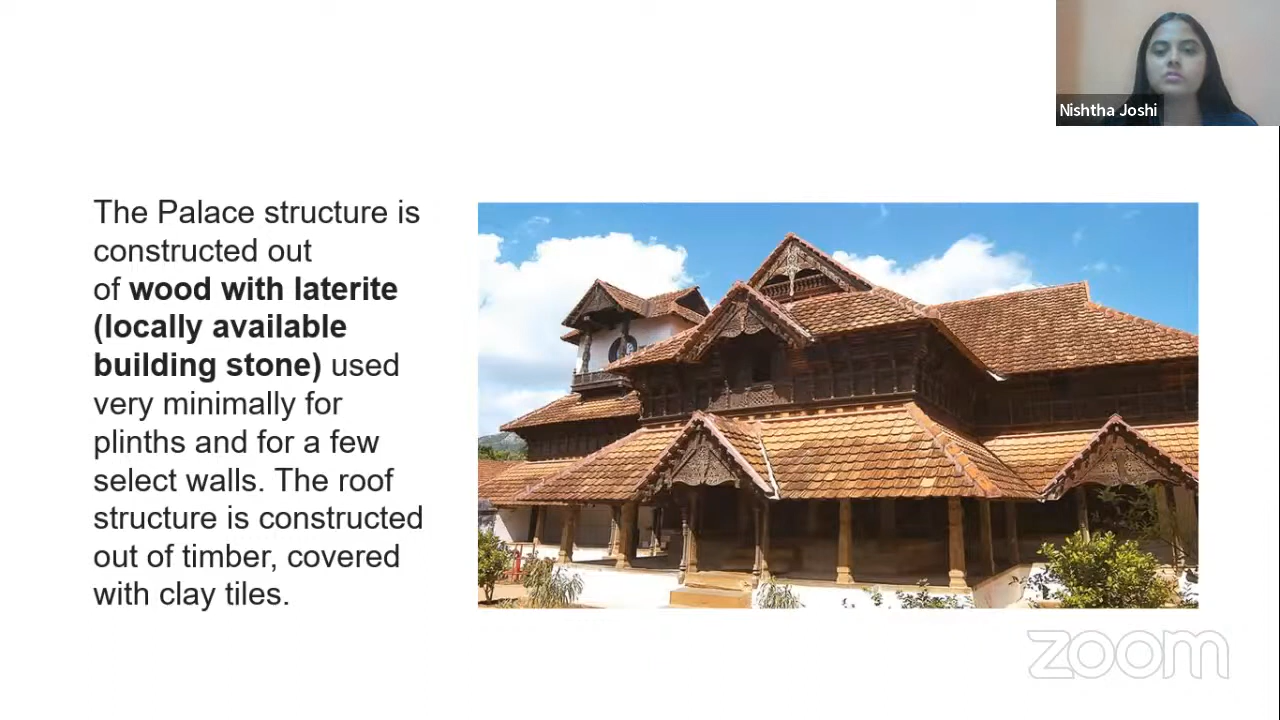 Nishtha Joshi
The Palace structure is
constructed out
of wood with laterite
(locally available
building stone) used
very minimally for
plinths and for a few
select walls. The roof
structure is constructed
out of timber, covered
with clay tiles.
zoom